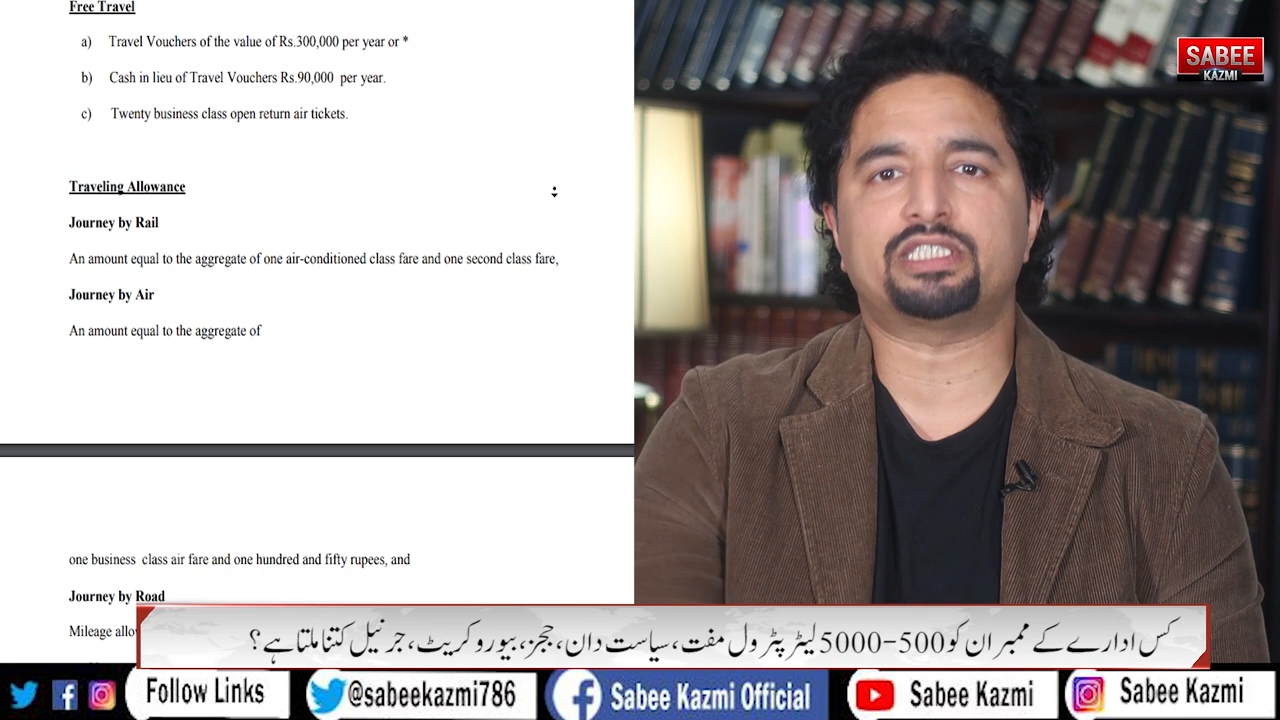 Free Travel
a) Travel Vouchers of the value of Rs.300,000 per year or *
b) Cash in lieu of Travel Vouchers Rs.90,000 per year.
c) Twenty business class open return air tickets.
Traveling Allowance
:
Journey by Rail
An amount equal to the aggregate of one air-conditioned class fare and one second class fare,
Journey by Air
An amount equal to the aggregate of
one business class air fare and one hundred and fifty rupees, and
Journey by Road
Mileage allo
SABEE
KAZMI
کس ادارے کے ممبران کو 500-5000 لیٹر پٹرول مفت، سیاست دان، ججز، بیوروکریٹ، جرنیل کتنا ملتا ہے؟
Follow Links
@sabeekazmi786
Sabee Kazmi Official
Sabee Kazmi
Sabee Kazmi